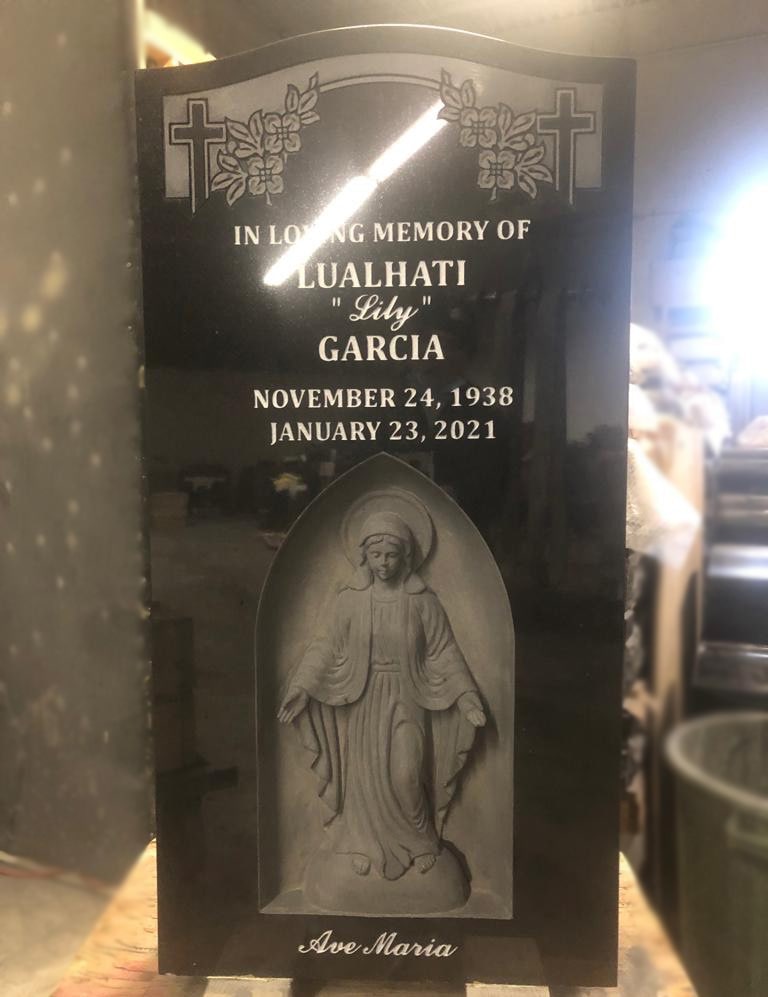 IN LOVING MEMORY OF
LUALHATI
"Lily"
GARCIA
NOVEMBER 24, 1938
JANUARY 23, 2021
Ave Maria